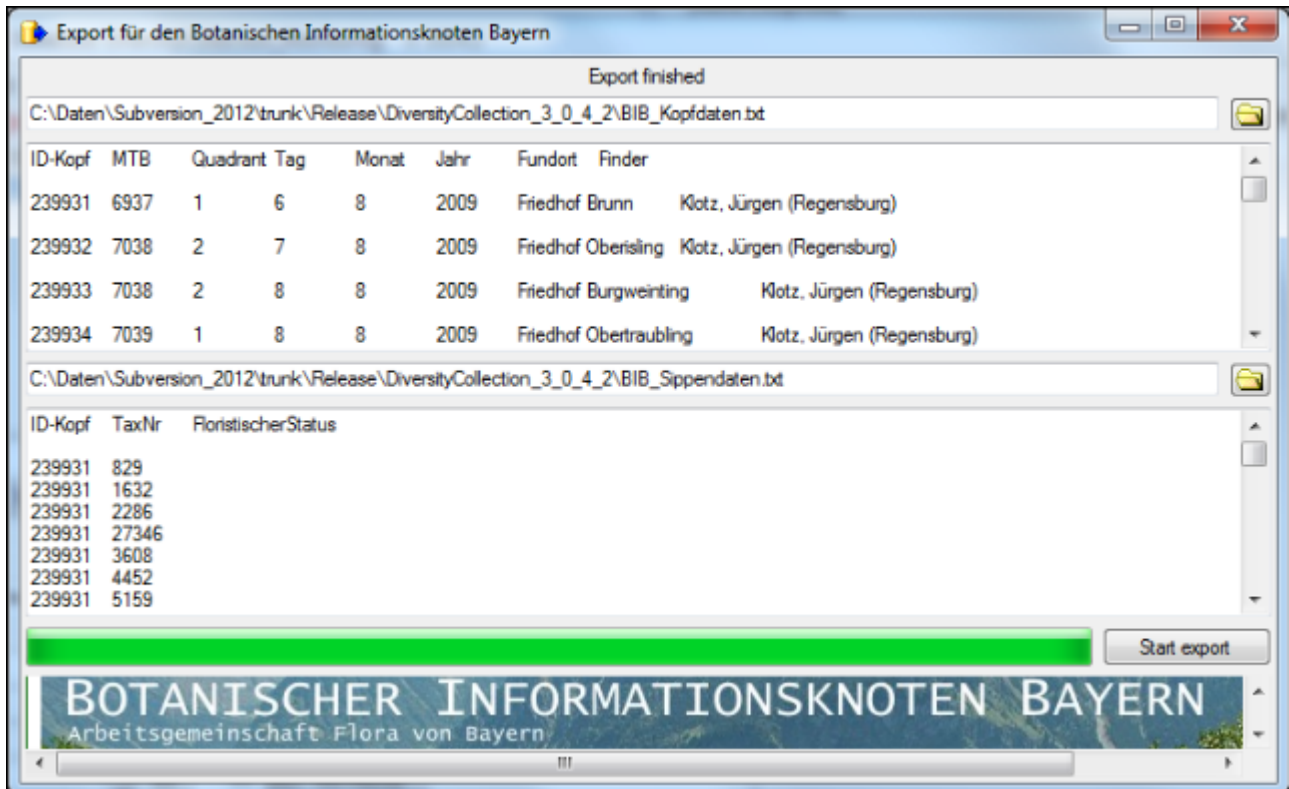 Export für den Botanischen Informationsknoten Bayern
Export finished
C:\Daten\Subversion_2012\trunk\Release\DiversityCollection_3_0_4_2\BIB_Kopfdaten.txt
ID-Kopf MTB Quadrant Tag Monat Jahr Fundort Finder
239931 6937 1 6 8 2009 Friedhof Brunn Klotz, Jürgen (Regensburg)
239932 7038 2 7 8 2009 Friedhof Oberisling Klotz, Jürgen (Regensburg)
239933 7038 2 8 8 2009 Friedhof Burgweinting Klotz, Jürgen (Regensburg)
239934 7039 1 8 8 2009 Friedhof Obertraubling Klotz, Jürgen (Regensburg)
C:\Daten\Subversion_2012\trunk\Release\DiversityCollection_3_0_4_2\BIB_Sippendaten.txt
ID-Kopf TaxNr FloristischerStatus
239931 829
239931 1632
239931 2286
239931 27346
239931 3608
239931 4452
239931 5159
Start export
BOTANISCHER INFORMATIONSKNOTEN BAYERN
Arbeitsgemeinschaft Flora von Bayern